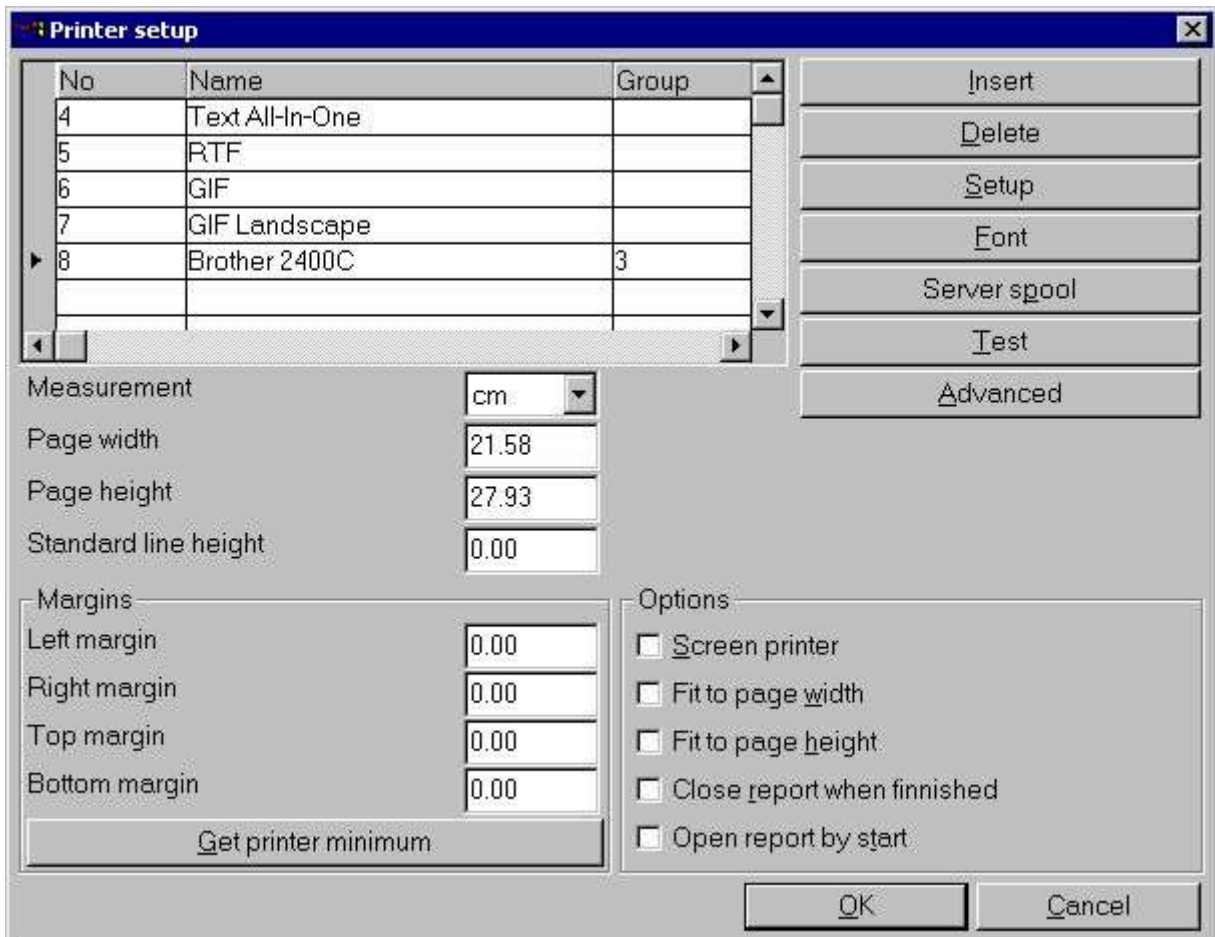 Printer setup
No Name Group
4 Text All-In-One
5 RTF
6 GIF
7 GIF Landscape
8 Brother 2400C 3
Insert
Delete
Setup
Font
Server spool
Test
Advanced
Measurement cm
Page width 21.58
Page height 27.93
Standard line height 0.00
Margins
Left margin 0.00
Right margin 0.00
Top margin 0.00
Bottom margin 0.00
Get printer minimum
Options
Screen printer
Fit to page width
Fit to page height
Close report when finnished
Open report by start
OK Cancel